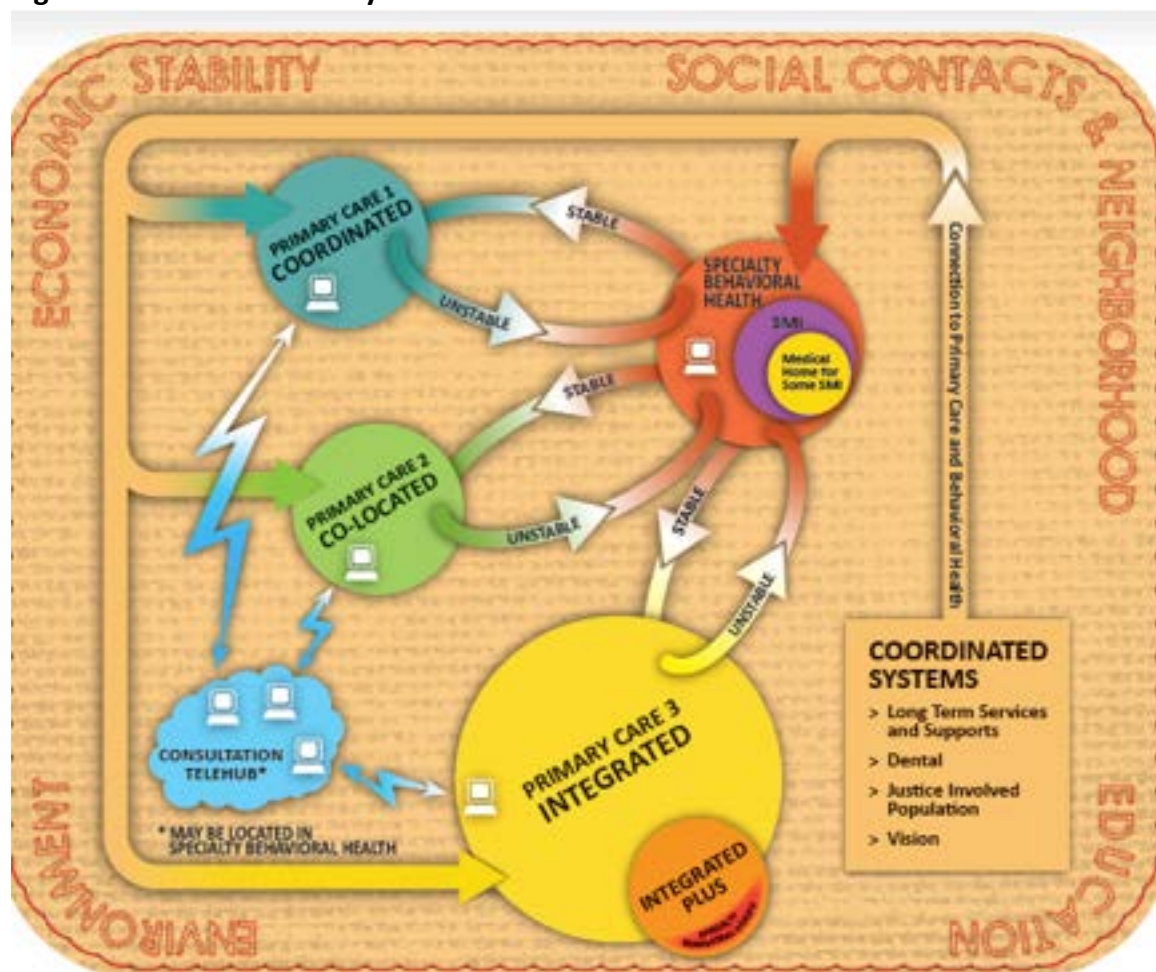 ECONOMIC STABILITY
SOCIAL CONTACTS & NEIGHBORHOOD
PRIMARY CARE 1
COORDINATED
STABLE
UNSTABLE
SPECIALTY
BEHAVIORAL
HEALTH
SMI
Medical
Home for
Some SMI
STABLE
PRIMARY CARE 2
CO-LOCATED
UNSTABLE
STABLE
UNSTABLE
Connection to Primary Care and Behavioral Health
CONSULTATION
TELEHUB*
* MAY BE LOCATED IN
SPECIALTY BEHAVIORAL HEALTH
PRIMARY CARE 3
INTEGRATED
INTEGRATED
PLUS
COORDINATED
SYSTEMS
> Long Term Services
and Supports
> Dental
> Justice Involved
Population
> Vision
ENVIRONMENT
EDUCATION